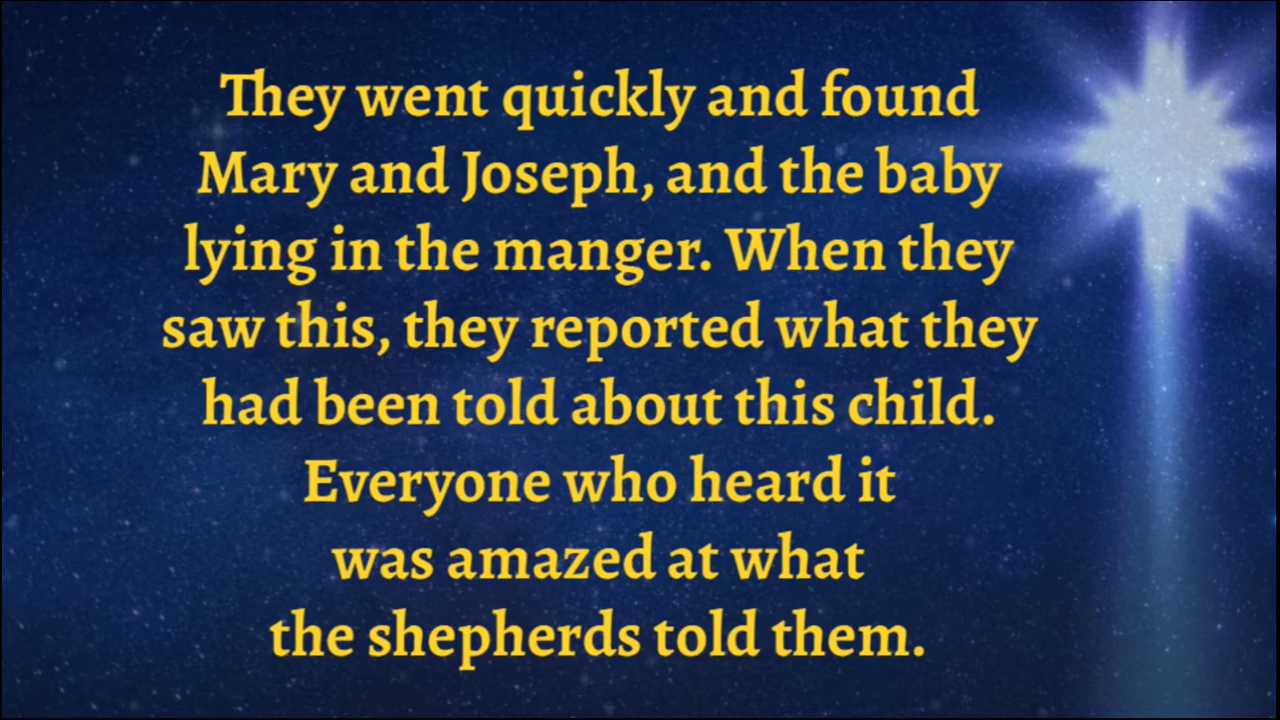 They went quickly and found
Mary and Joseph, and the baby
lying in the manger. When they
saw this, they reported what they
had been told about this child.
Everyone who heard it
was amazed at what
the shepherds told them.